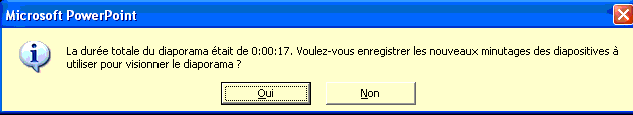 Microsoft PowerPoint
La durée totale du diaporama était de 0:00:17. Voulez-vous enregistrer les nouveaux minutages des diapositives à
utiliser pour visionner le diaporama ?
Oui
Non